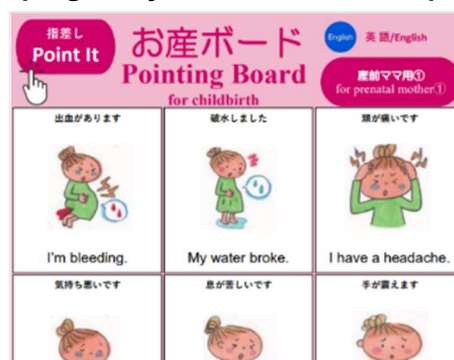 指差し
Point It
お産ボード
Pointing Board
for childbirth
English
英語/English
産前ママ用①
for prenatal mother①
出血があります
破水しました
頭が痛いです
I'm bleeding.
My water broke.
I have a headache.
気持ち悪いです
息が苦しいです
手が震えます